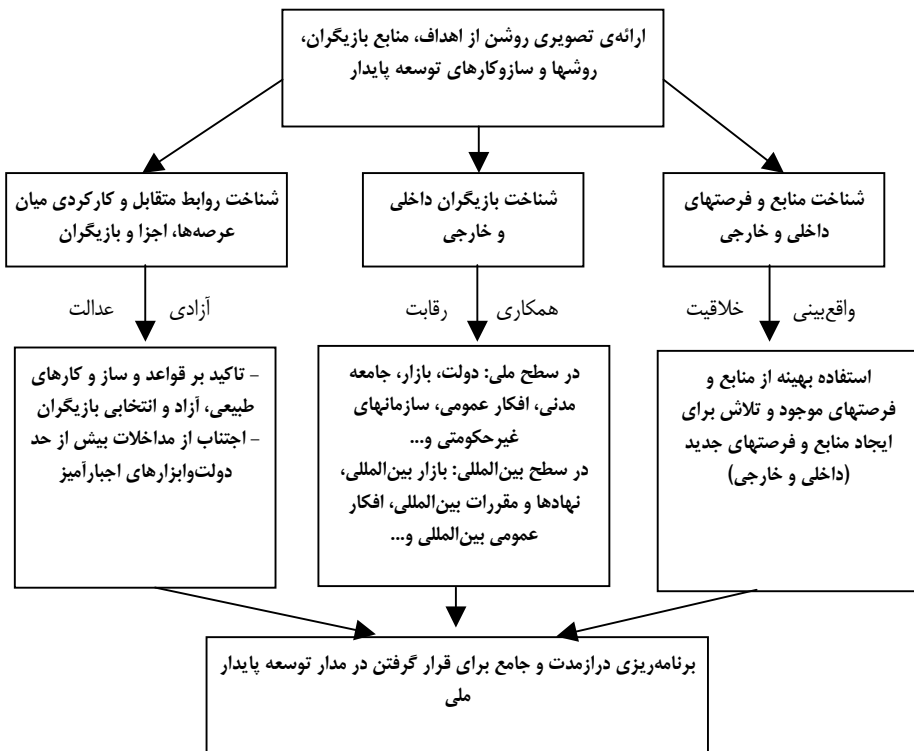 ارائه‌ی تصویری روشن از اهداف، منابع بازیگران،
روشها و سازوکارهای توسعه پایدار
شناخت منابع و فرصتهای
داخلی و خارجی
شناخت بازیگران داخلی
و خارجی
شناخت روابط متقابل و کارکردی میان
عرصه‌ها، اجزا و بازیگران
واقع‌بینی
خلاقیت
همکاری
رقابت
آزادی
عدالت
استفاده بهینه از منابع و
فرصتهای موجود و تلاش برای
ایجاد منابع و فرصتهای جدید
(داخلی و خارجی)
در سطح ملی: دولت، بازار، جامعه
مدنی، افکار عمومی، سازمانهای
غیرحکومتی و...
در سطح بین‌المللی: بازار بین‌المللی،
نهادها و مقررات بین‌المللی، افکار
عمومی بین‌المللی و...
– تاکید بر قواعد و ساز و کارهای
طبیعی، آزاد و انتخابی بازیگران
– اجتناب از مداخلات بیش از حد
دولت‌وابزارهای اجبارآمیز
برنامه‌ریزی درازمدت و جامع برای قرار گرفتن در مدار توسعه پایدار
ملی